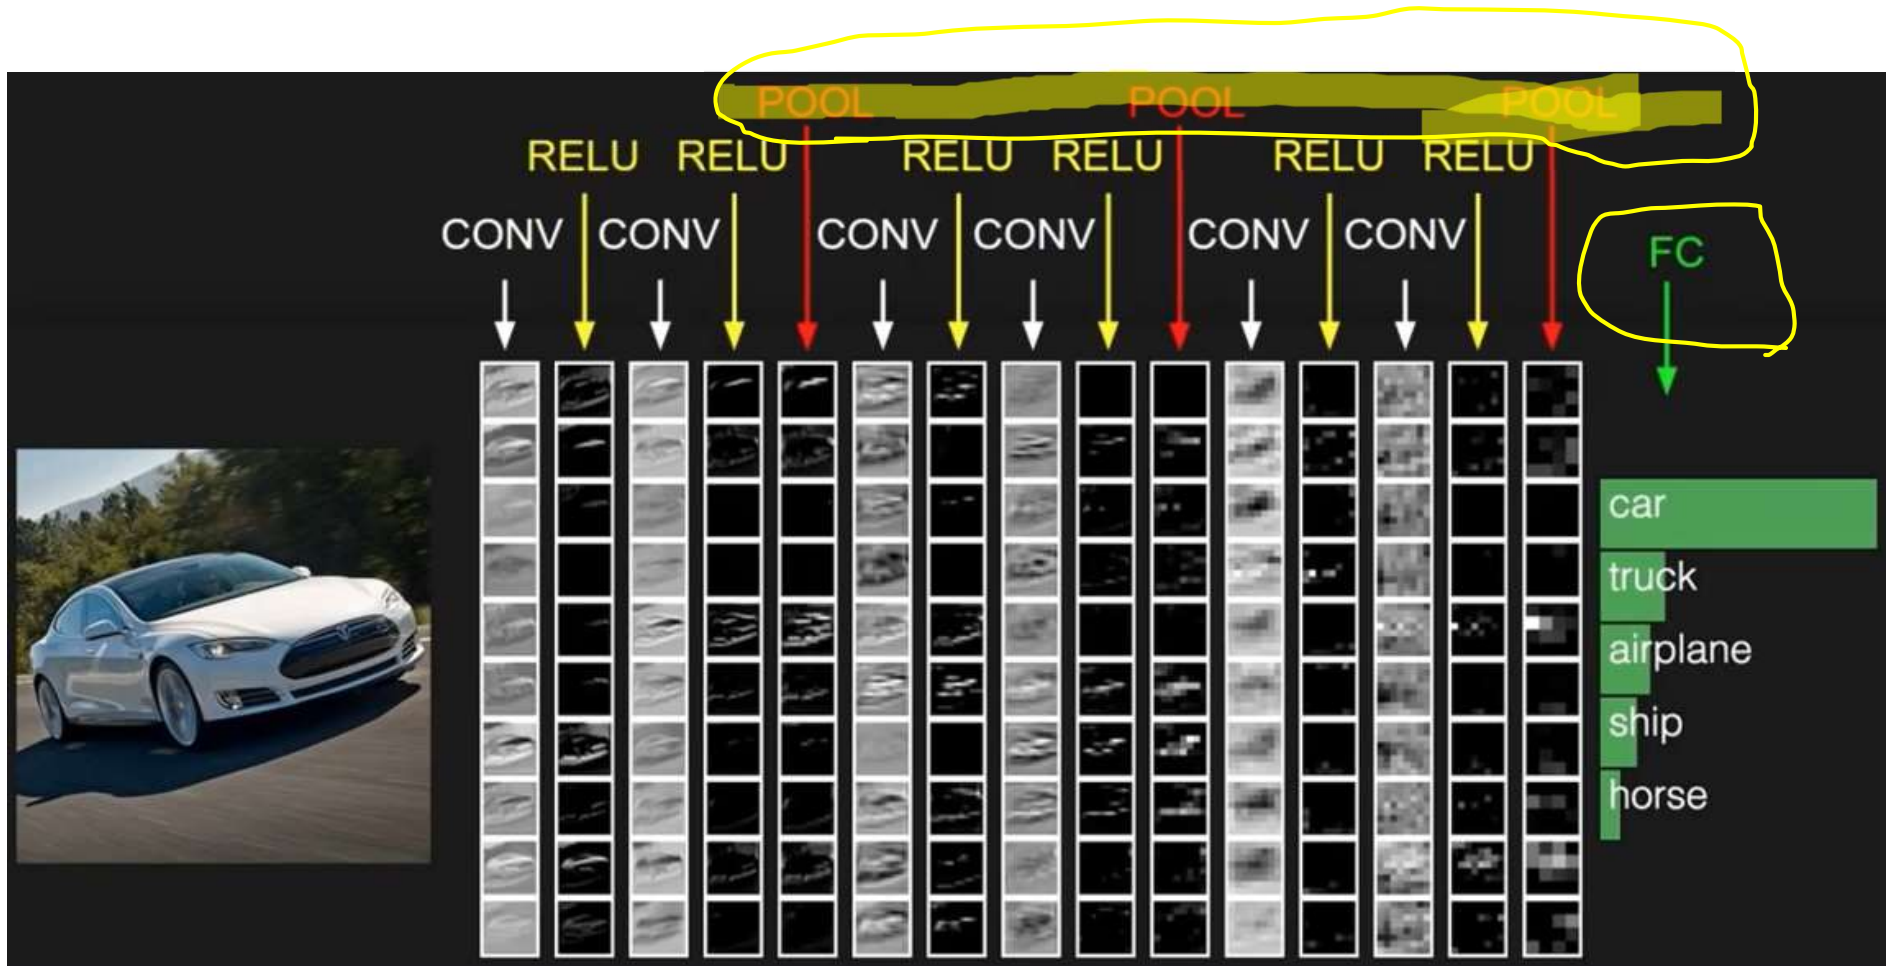 POOL POOL POOL
RELU RELU RELU RELU RELU RELU
CONV CONV CONV CONV CONV CONV
FC
car
truck
airplane
ship
horse